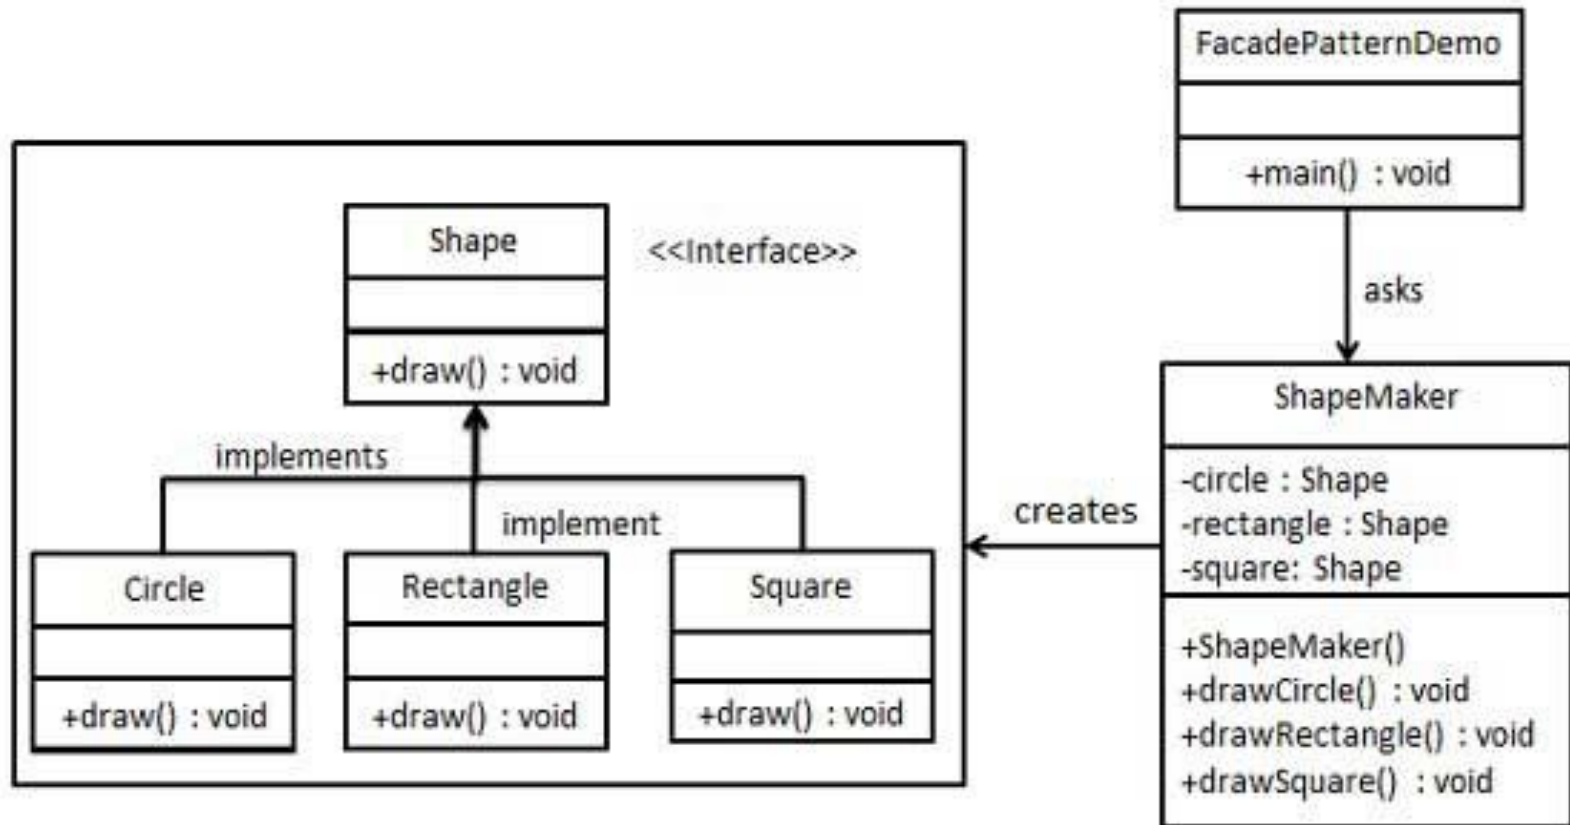 FacadePatternDemo
+main() : void
asks
Shape
<<Interface>>
+draw() : void
implements
implement
Circle
+draw() : void
Rectangle
+draw() : void
Square
+draw() : void
creates
ShapeMaker
-circle : Shape
-rectangle : Shape
-square: Shape
+ShapeMaker()
+drawCircle() : void
+drawRectangle() : void
+drawSquare() : void